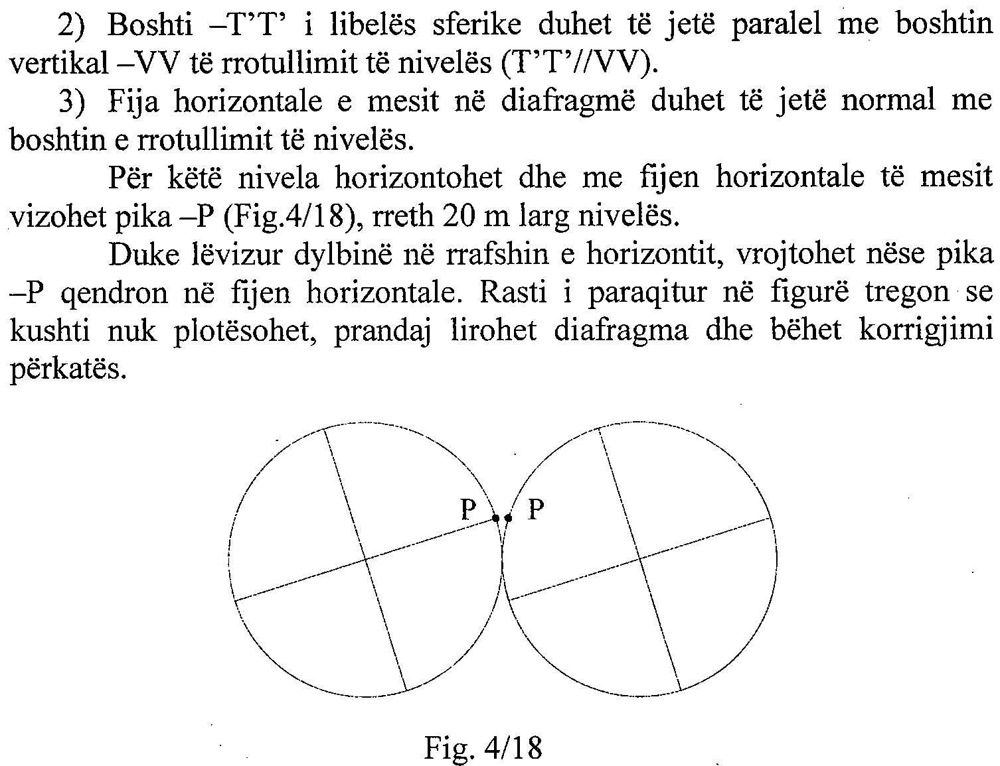 2) Boshti –T’T’ i libelës sferike duhet të jetë paralel me boshtin
vertikal –VV të rrotullimit të nivelës (T’T’//VV).
3) Fija horizontale e mesit në diafragmë duhet të jetë normal me
boshtin e rrotullimit të nivelës.
Për këtë nivela horizontohet dhe me fijen horizontale të mesit
vizohet pika –P (Fig.4/18), rreth 20 m larg nivelës.
Duke lëvizur dylbinë në rrafshin e horizontit, vrojtohet nëse pika
–P qendron në fijen horizontale. Rasti i paraqitur në figurë tregon se
kushti nuk plotësohet, prandaj lirohet diafragma dhe bëhet korrigjimi
përkatës.
P P
Fig. 4/18